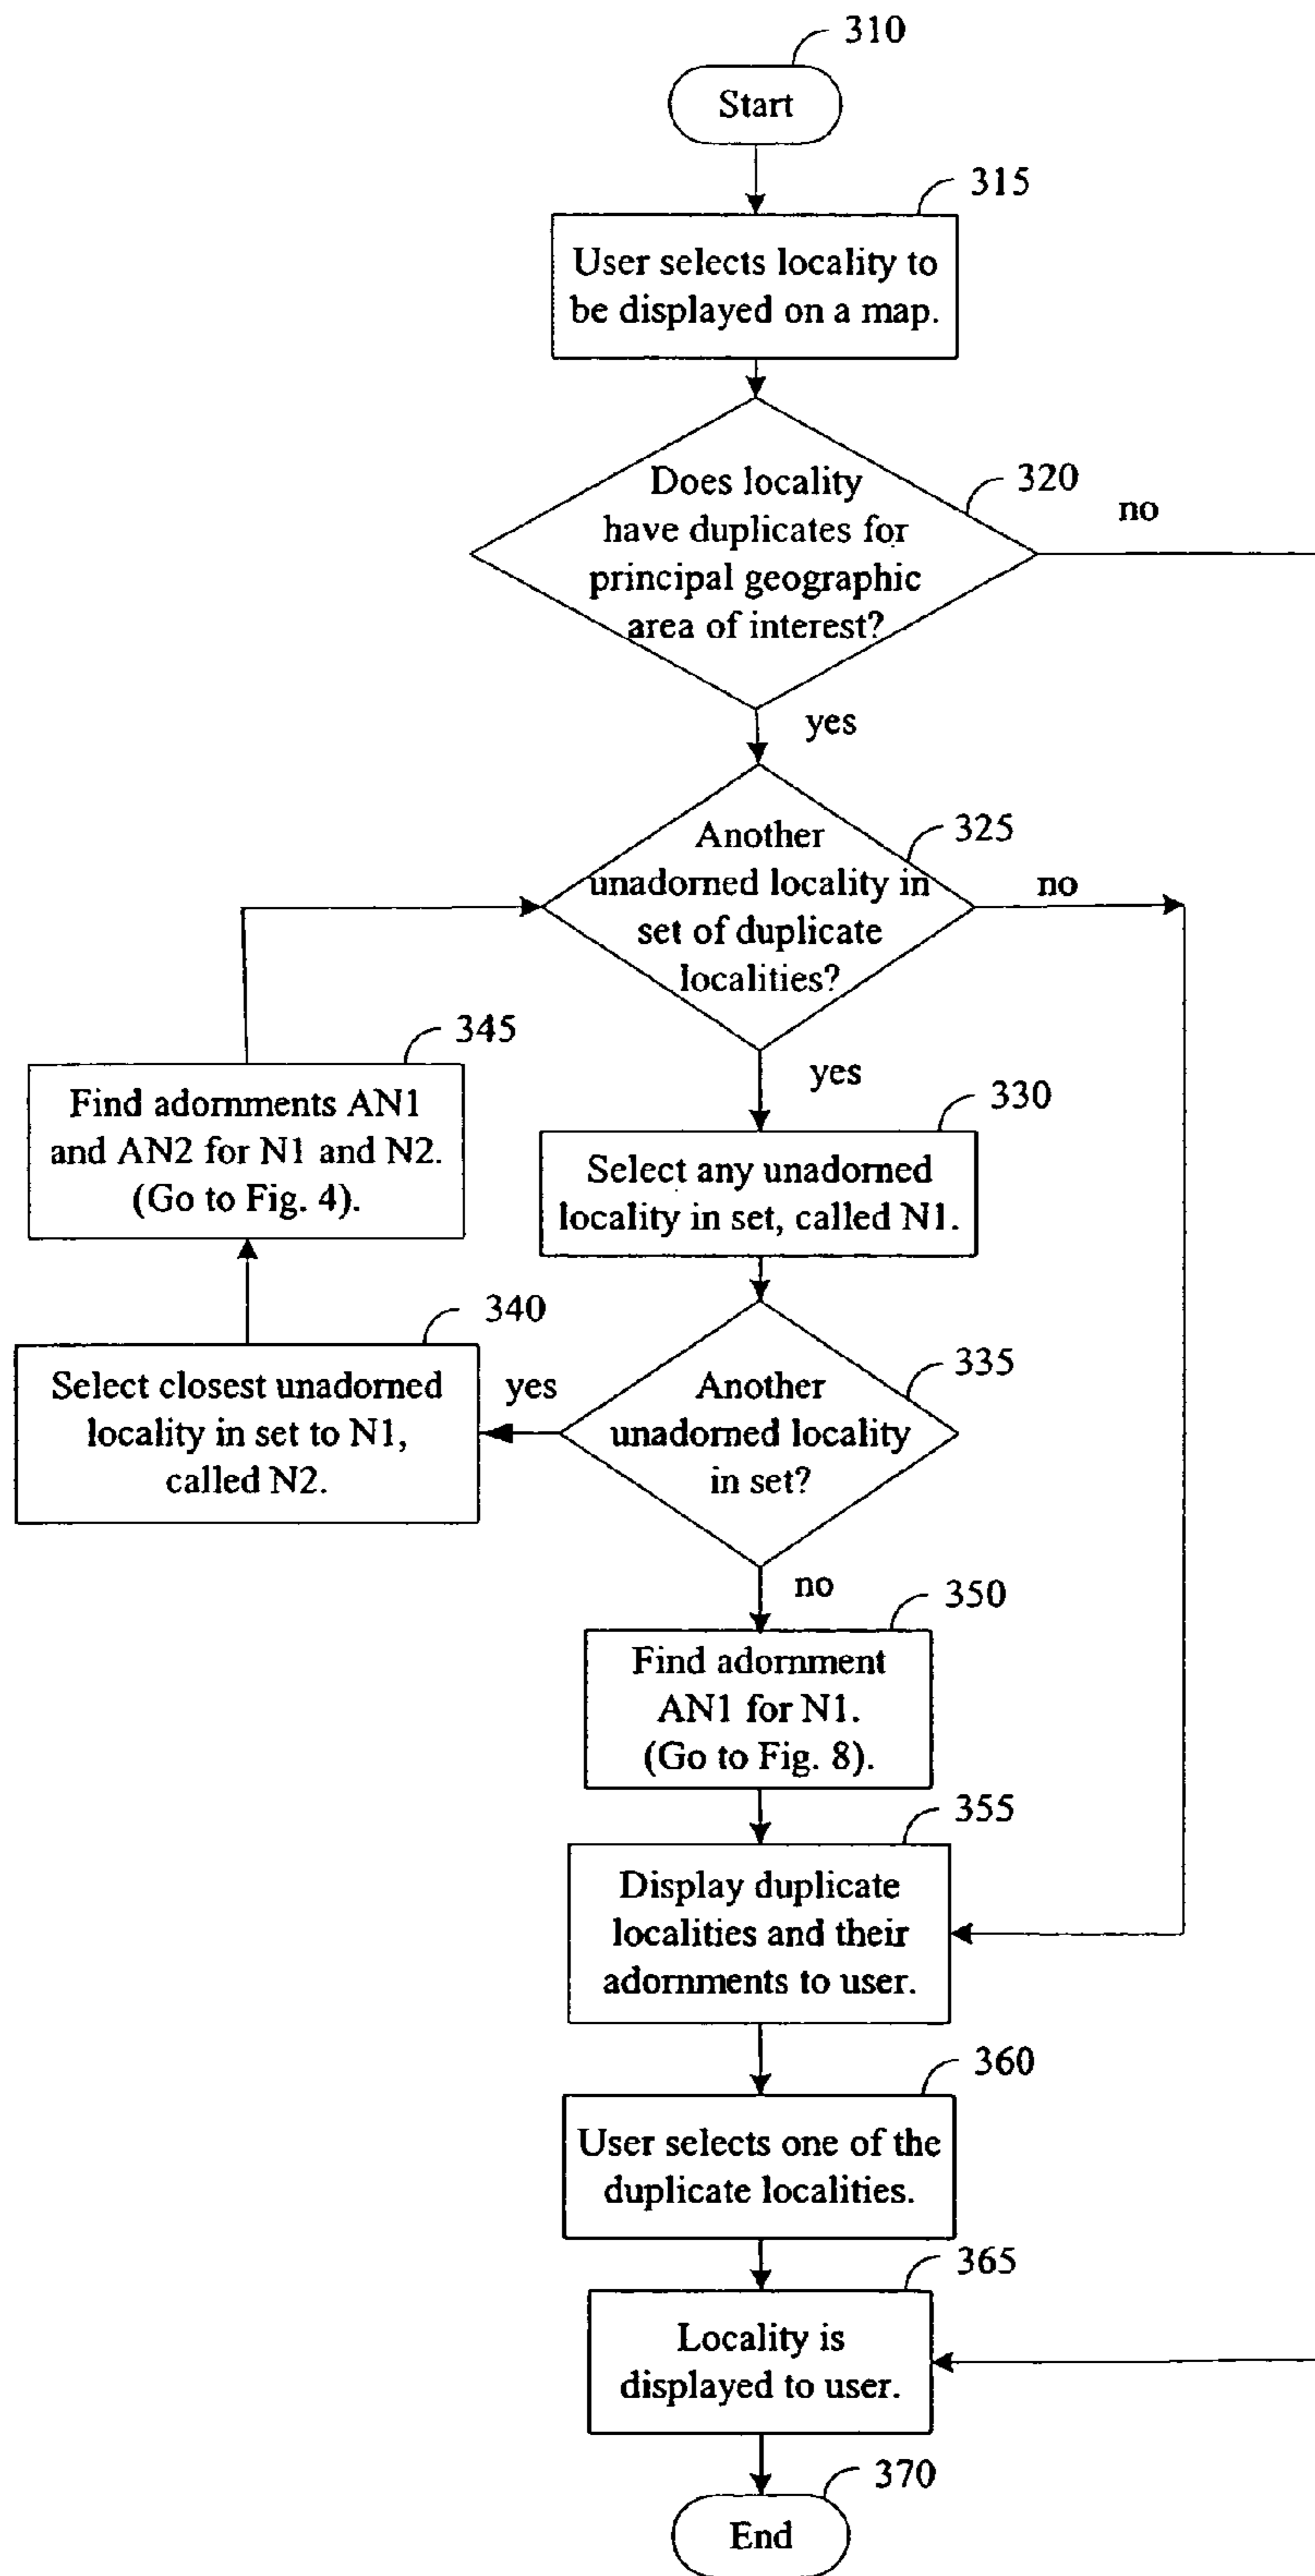 310
Start
315
User selects locality to
be displayed on a map.
320
Does locality
have duplicates for
principal geographic
area of interest?
no
yes
325
Another
unadorned locality in
set of duplicate
localities?
no
345
Find adornments AN1
and AN2 for N1 and N2.
(Go to Fig. 4).
yes
330
Select any unadorned
locality in set, called N1.
340
Select closest unadorned
locality in set to N1,
called N2.
yes
335
Another
unadorned locality
in set?
no
350
Find adornment
AN1 for N1.
(Go to Fig. 8).
355
Display duplicate
localities and their
adornments to user.
360
User selects one of the
duplicate localities.
365
Locality is
displayed to user.
370
End